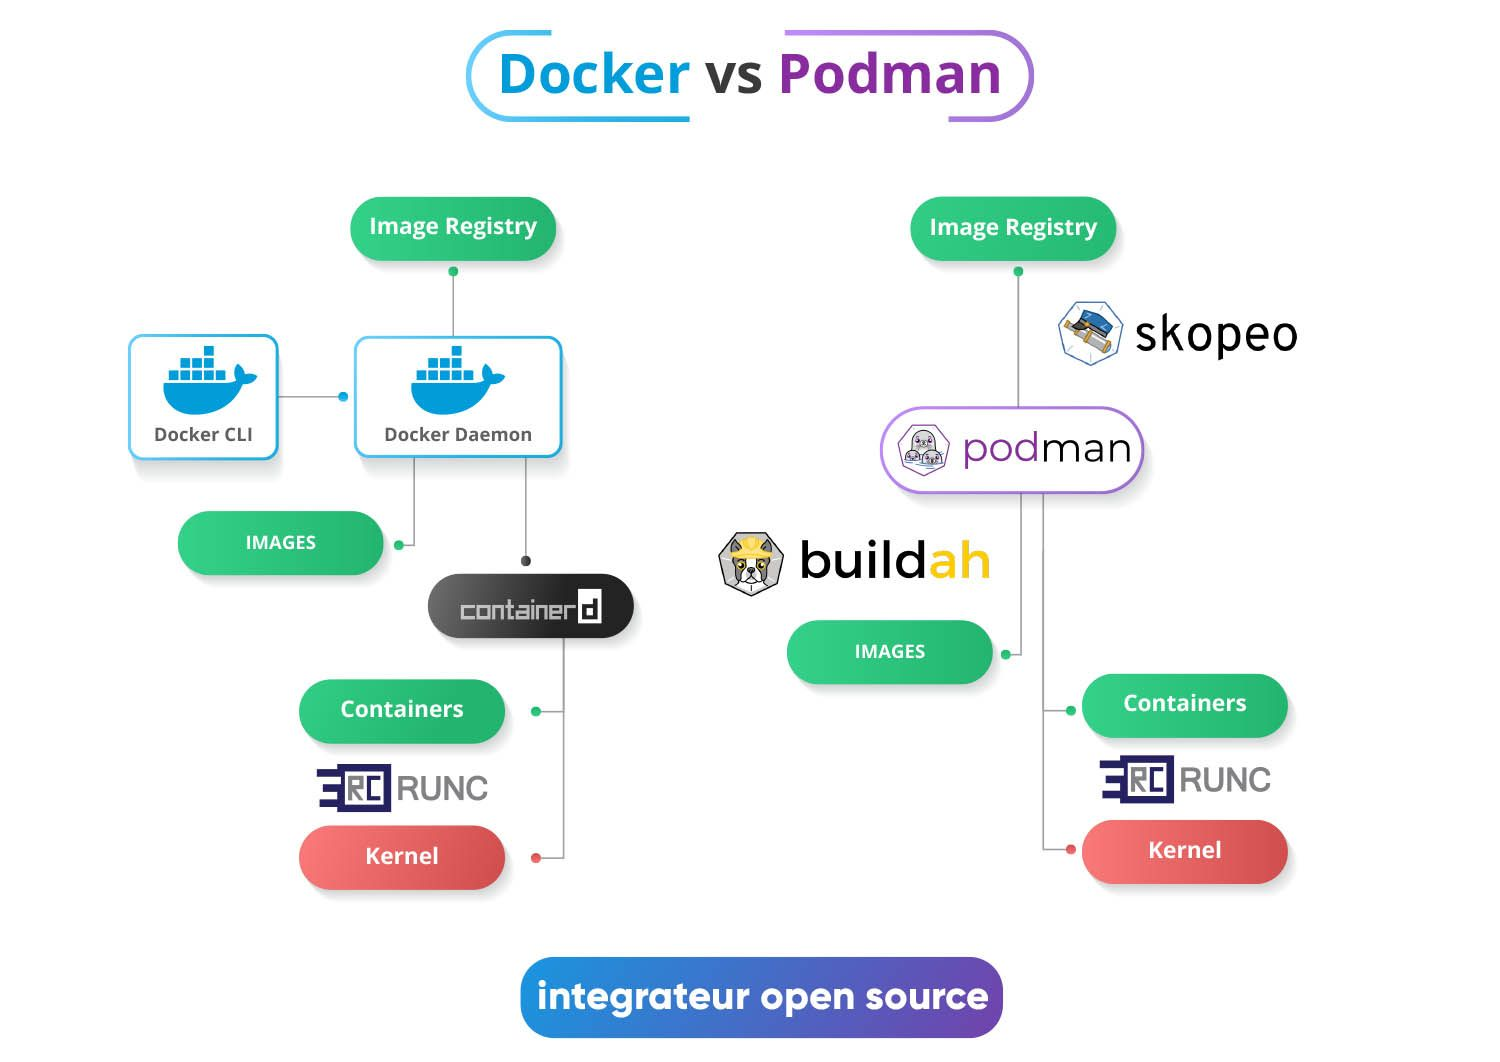 Docker vs Podman
Image Registry
Docker CLI
Docker Daemon
IMAGES
containerd
Containers
RC RUNC
Kernel
Image Registry
skopeo
podman
buildah
IMAGES
Containers
RC RUNC
Kernel
integrateur open source